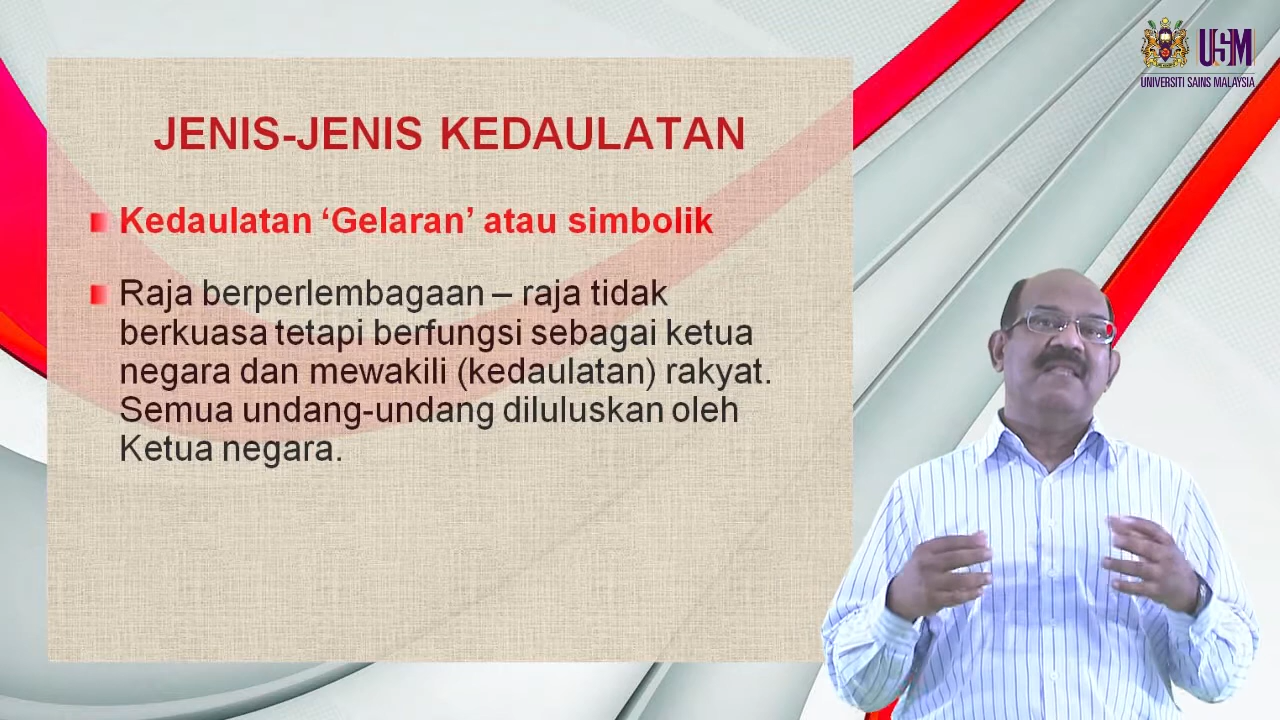 USM
UNIVERSITI SAINS MALAYSIA
JENIS-JENIS KEDAULATAN
Kedaulatan ‘Gelaran’ atau simbolik
Raja berperlembagaan – raja tidak
berkuasa tetapi berfungsi sebagai ketua
negara dan mewakili (kedaulatan) rakyat.
Semua undang-undang diluluskan oleh
Ketua negara.